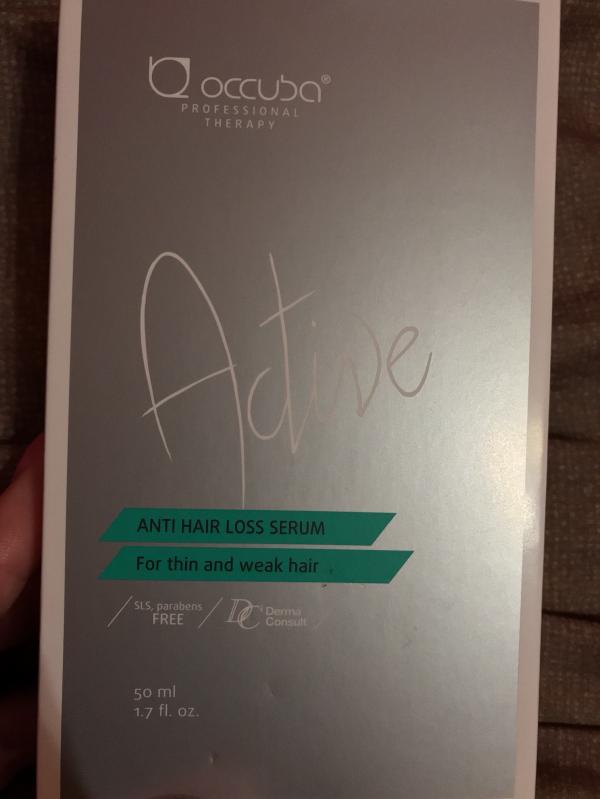 occuba®
PROFESSIONAL
THERAPY
Active
ANTI HAIR LOSS SERUM
For thin and weak hair
SLS, parabens
FREE
DC Derma
Consult
50 ml
1.7 fl. oz.